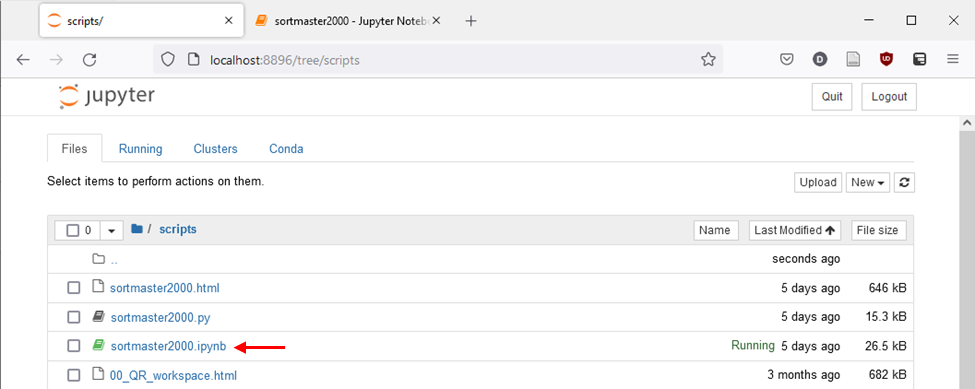 scripts/
sortmaster2000 - Jupyter Noteb
localhost:8896/tree/scripts
jupyter
Quit
Logout
Files
Running
Clusters
Conda
Select items to perform actions on them.
Upload
New
0
/ scripts
Name
Last Modified
File size
..
seconds ago
sortmaster2000.html
5 days ago
646 kB
sortmaster2000.py
5 days ago
15.3 kB
sortmaster2000.ipynb
Running
5 days ago
26.5 kB
00_QR_workspace.html
3 months ago
682 kB